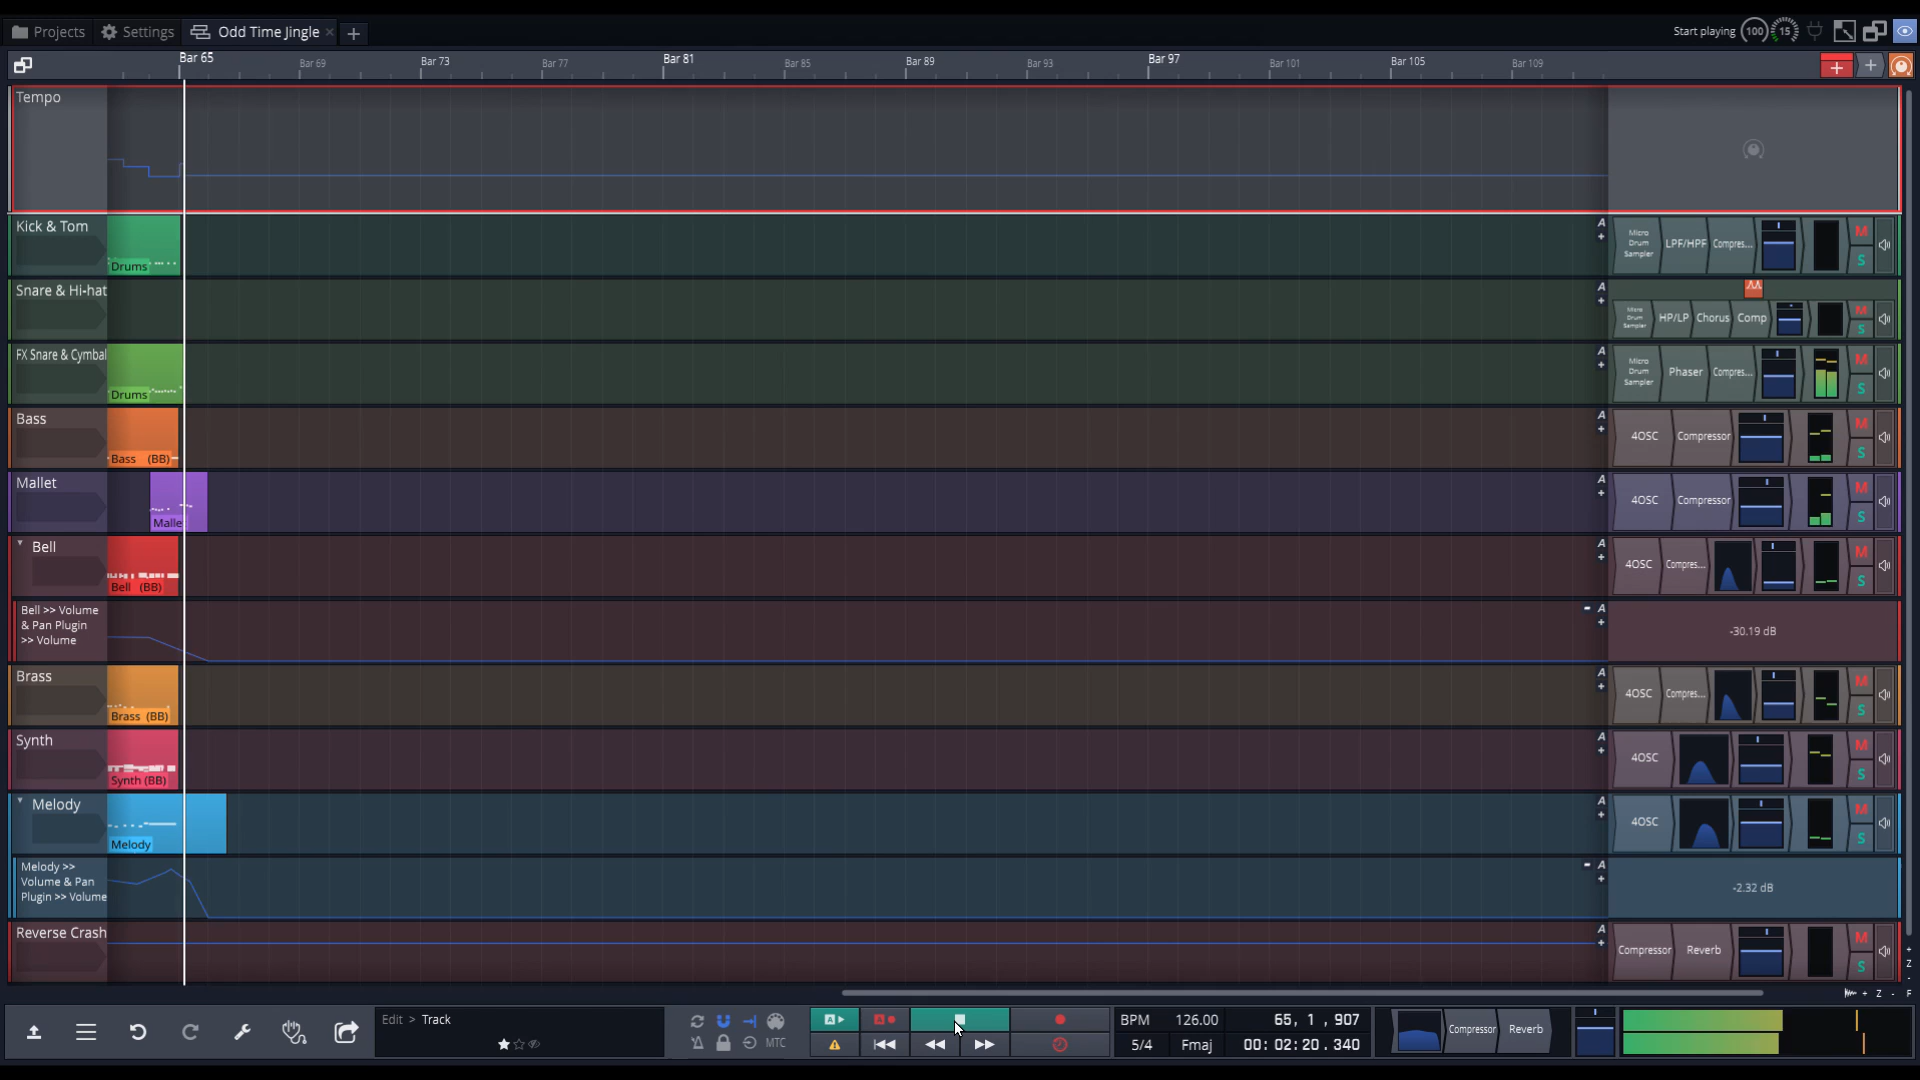 Projects Settings Odd Time Jingle × +
Start playing 100 15
Bar 65 Bar 69 Bar 73 Bar 77 Bar 81 Bar 85 Bar 89 Bar 93 Bar 97 Bar 101 Bar 105 Bar 109
Tempo
Kick & Tom
Drums
A
+
Micro
Drum
Sampler
LPF/HPF Compres...
M
S
Snare & Hi-hat
A
+
Micro
Drum
Sampler
HP/LP Chorus Comp
M
S
FX Snare & Cymbal
Drums
A
+
Micro
Drum
Sampler
Phaser Compres...
M
S
Bass
Bass (BB)
A
+
4OSC Compressor
M
S
Mallet
Malle
A
+
4OSC Compressor
M
S
Bell
Bell (BB)
A
+
4OSC Compres...
M
S
Bell >> Volume
& Pan Plugin
>> Volume
- A
+
-30.19 dB
Brass
Brass (BB)
A
+
4OSC Compres...
M
S
Synth
Synth (BB)
A
+
4OSC
M
S
Melody
Melody
A
+
4OSC
M
S
Melody >>
Volume & Pan
Plugin >> Volume
- A
+
-2.32 dB
Reverse Crash
A
+
Compressor Reverb
M
S
+
Z
-
+ Z - F
Edit > Track
MTC
A
A
BPM 126.00 65, 1 , 907
5/4 Fmaj 00: 02: 20. 340
Compressor Reverb